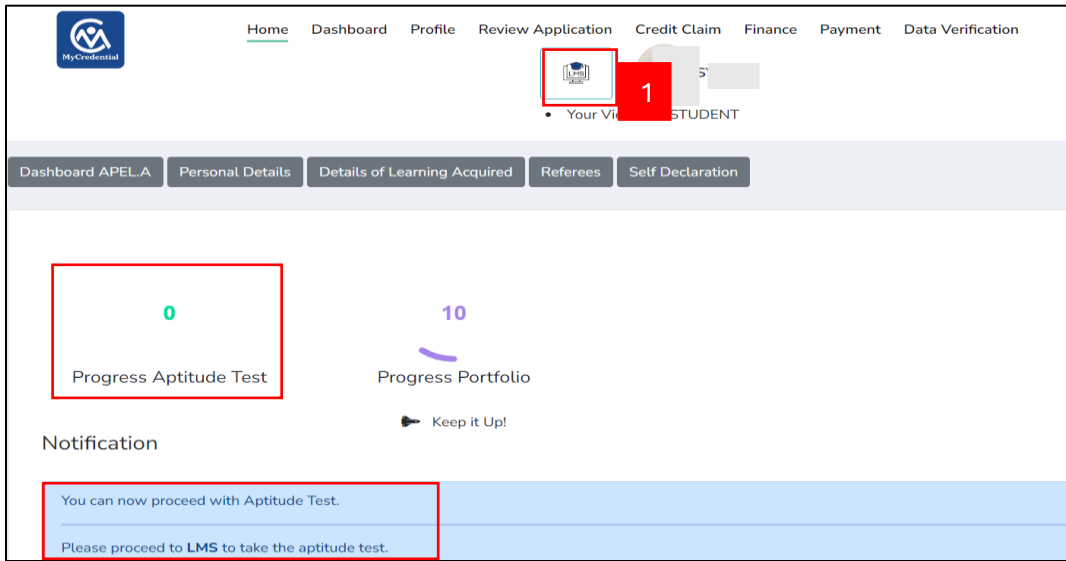 MyCredential
Home Dashboard Profile Review Application Credit Claim Finance Payment Data Verification
LMS
1
Your STUDENT
Dashboard APEL.A Personal Details Details of Learning Acquired Referees Self Declaration
0 10
Progress Aptitude Test Progress Portfolio
Keep it Up!
Notification
You can now proceed with Aptitude Test.
Please proceed to LMS to take the aptitude test.